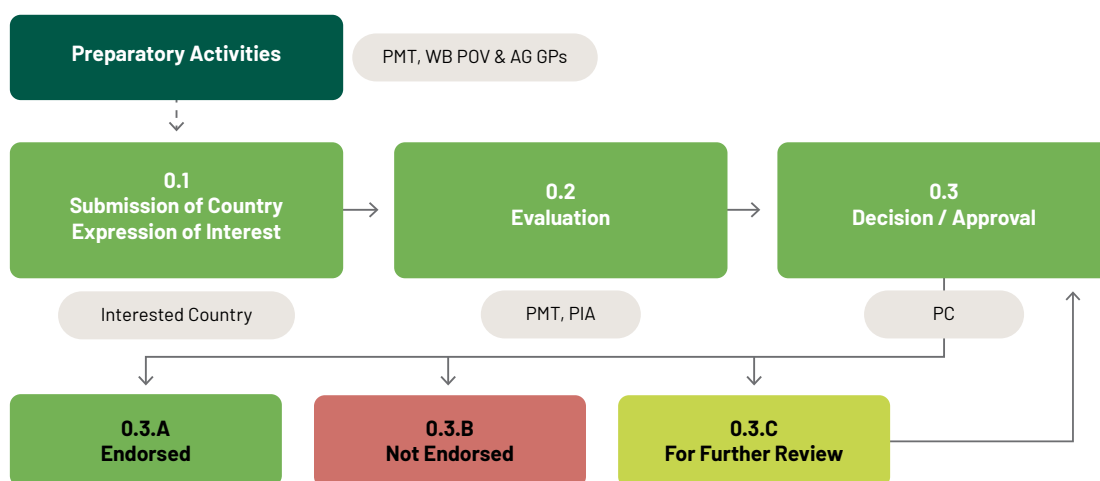 Preparatory Activities
PMT, WB POV & AG GPs
0.1
Submission of Country
Expression of Interest
0.2
Evaluation
0.3
Decision / Approval
Interested Country
PMT, PIA
PC
0.3.A
Endorsed
0.3.B
Not Endorsed
0.3.C
For Further Review